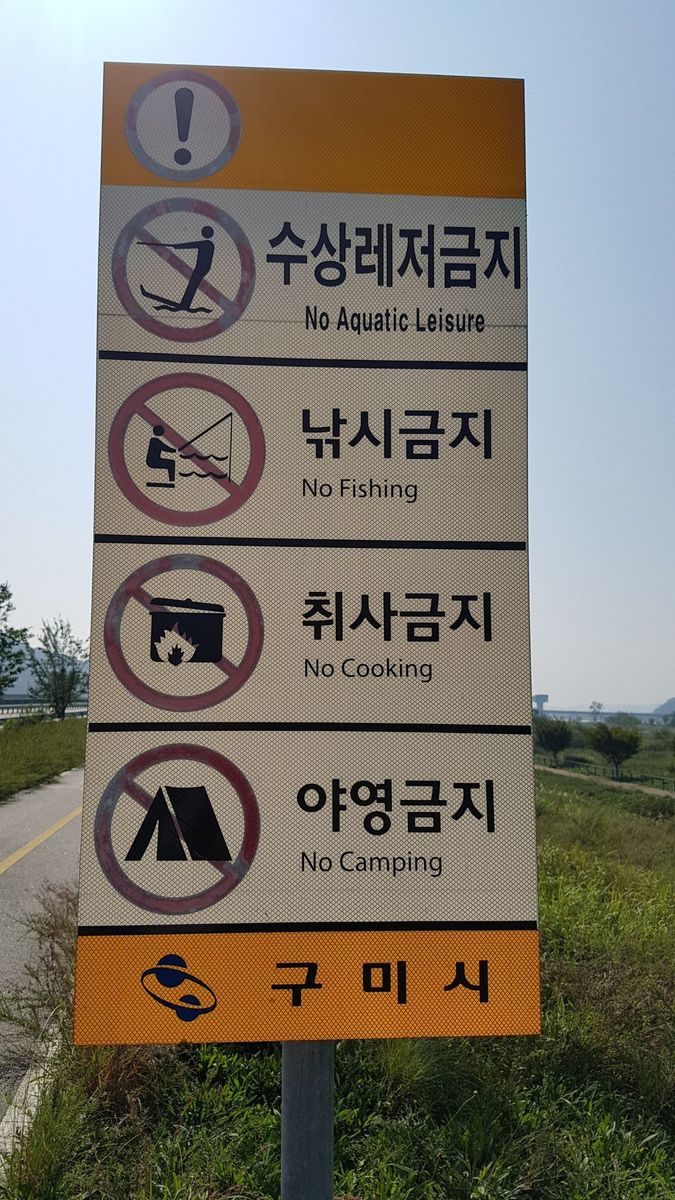 수상레저금지
No Aquatic Leisure
낚시금지
No Fishing
취사금지
No Cooking
야영금지
No Camping
구 미 시